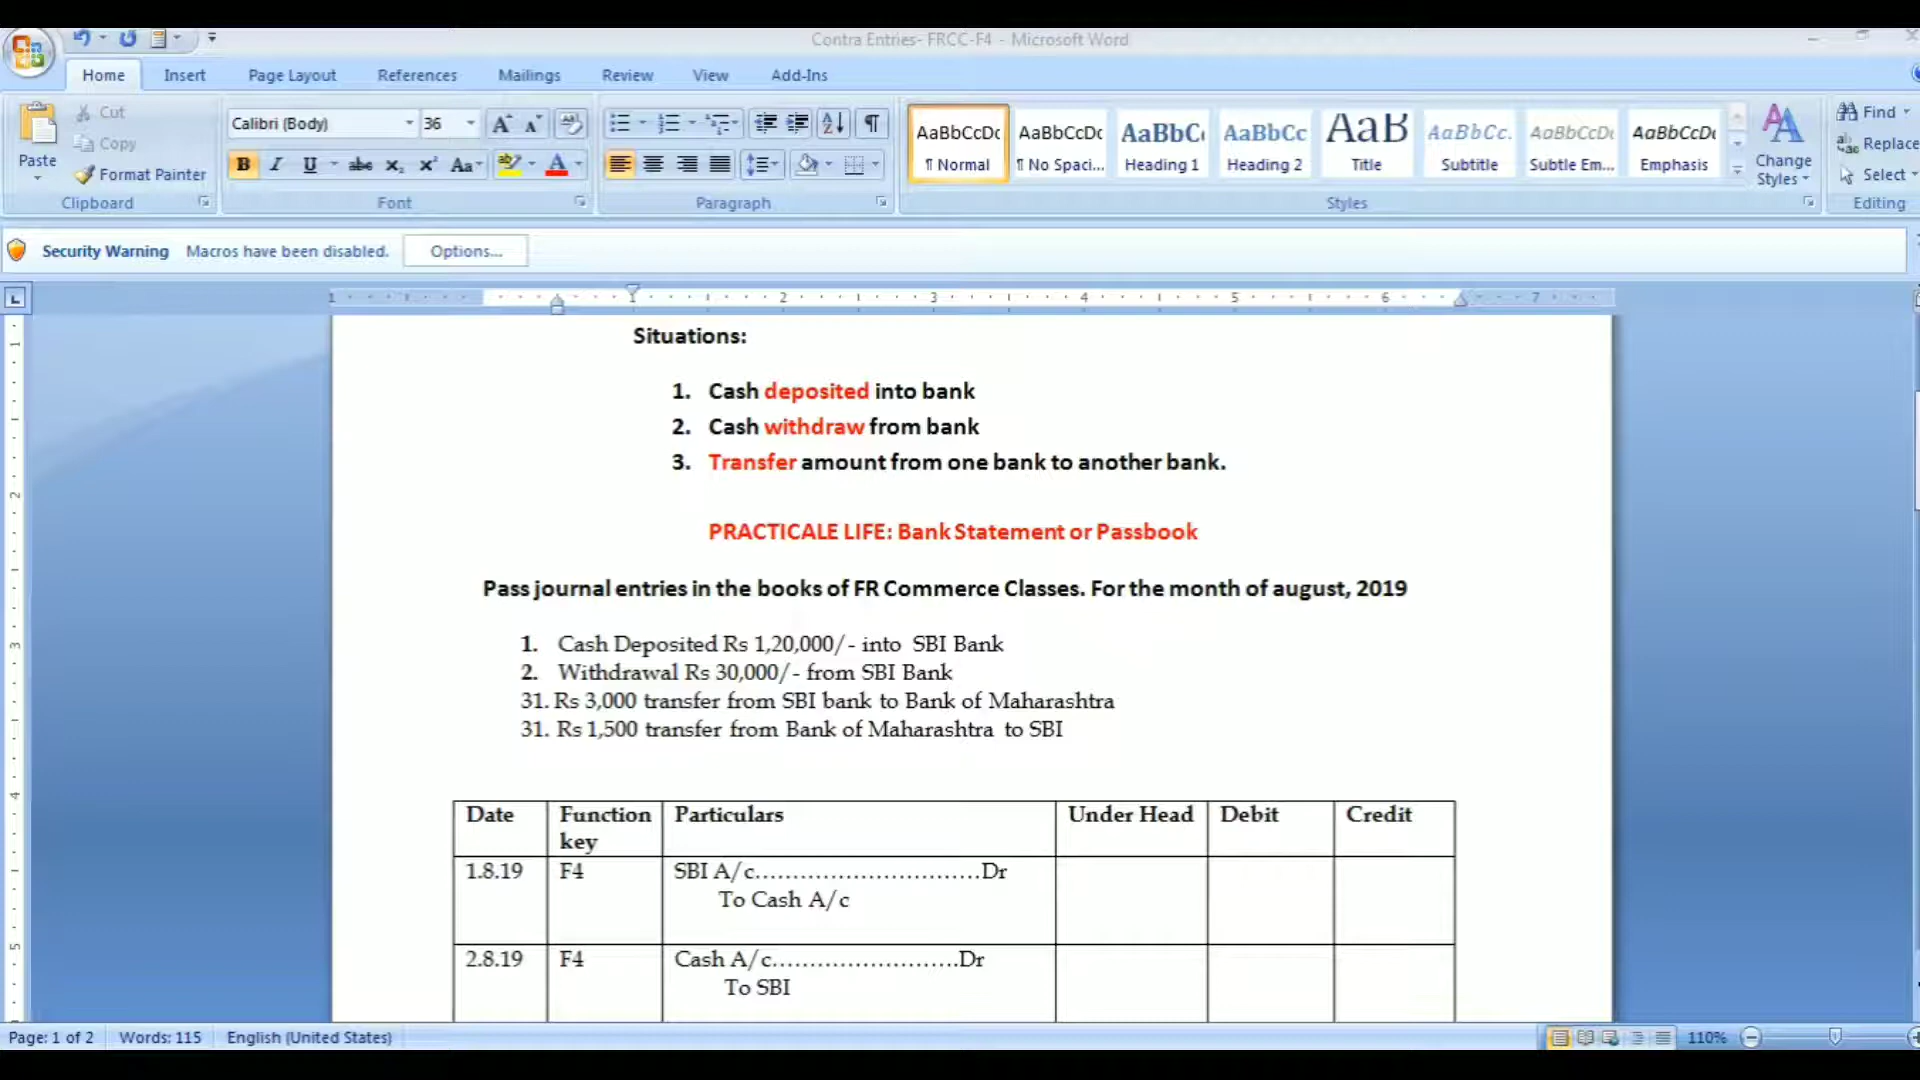 Contra Entries- FRCC-F4 - Microsoft Word
Home Insert Page Layout References Mailings Review View Add-Ins
Paste
Cut
Copy
Format Painter
Clipboard
Calibri (Body) 36
Font
Paragraph
AaBbCcDc AaBbCcDc AaBbC AaBbCc AaB AaBbCc. AaBbCcDc AaBbCcDc
¶ Normal ¶ No Spaci... Heading 1 Heading 2 Title Subtitle Subtle Em... Emphasis
Change Styles
Styles
Find
Replace
Select
Editing
Security Warning Macros have been disabled. Options...
1 1 2 3 4 5 6 7
Situations:
1. Cash deposited into bank
2. Cash withdraw from bank
3. Transfer amount from one bank to another bank.
PRACTICALE LIFE: Bank Statement or Passbook
Pass journal entries in the books of FR Commerce Classes. For the month of august, 2019
1. Cash Deposited Rs 1,20,000/- into SBI Bank
2. Withdrawal Rs 30,000/- from SBI Bank
31. Rs 3,000 transfer from SBI bank to Bank of Maharashtra
31. Rs 1,500 transfer from Bank of Maharashtra to SBI
Date Function key Particulars Under Head Debit Credit
1.8.19 F4 SBI A/c..............................Dr
To Cash A/c
2.8.19 F4 Cash A/c.........................Dr
To SBI
Page: 1 of 2 Words: 115 English (United States) 110%